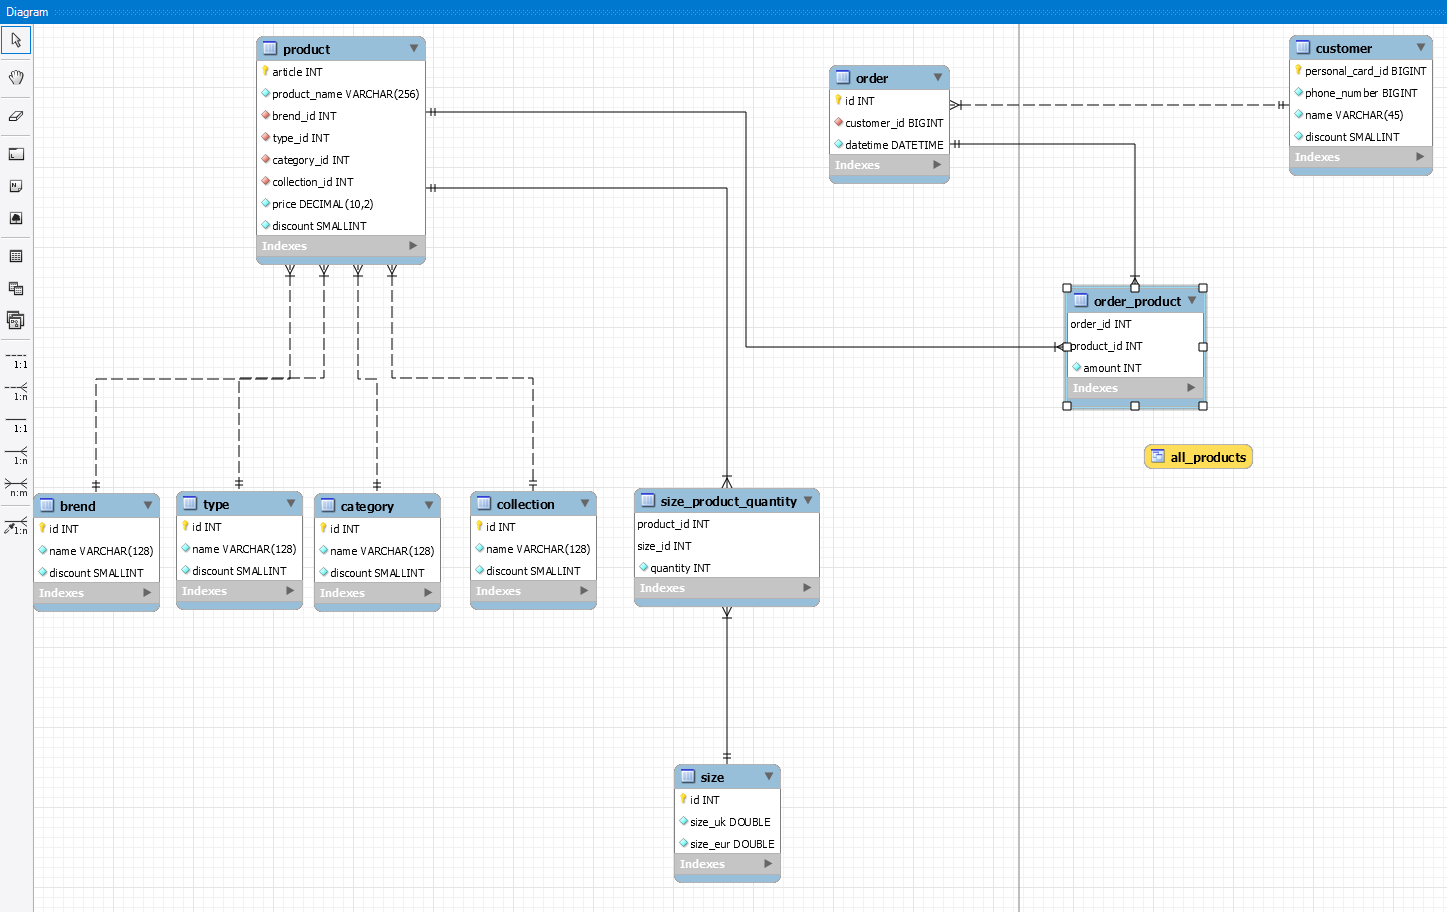 Diagram
product
article INT
product_name VARCHAR(256)
brend_id INT
type_id INT
category_id INT
collection_id INT
price DECIMAL(10,2)
discount SMALLINT
Indexes
order
id INT
customer_id BIGINT
datetime DATETIME
Indexes
customer
personal_card_id BIGINT
phone_number BIGINT
name VARCHAR(45)
discount SMALLINT
Indexes
order_product
order_id INT
product_id INT
amount INT
Indexes
all_products
1:1
1:n
1:1
1:n
n:m
1:n
brend
id INT
name VARCHAR(128)
discount SMALLINT
Indexes
type
id INT
name VARCHAR(128)
discount SMALLINT
Indexes
category
id INT
name VARCHAR(128)
discount SMALLINT
Indexes
collection
id INT
name VARCHAR(128)
discount SMALLINT
Indexes
size_product_quantity
product_id INT
size_id INT
quantity INT
Indexes
size
id INT
size_uk DOUBLE
size_eur DOUBLE
Indexes